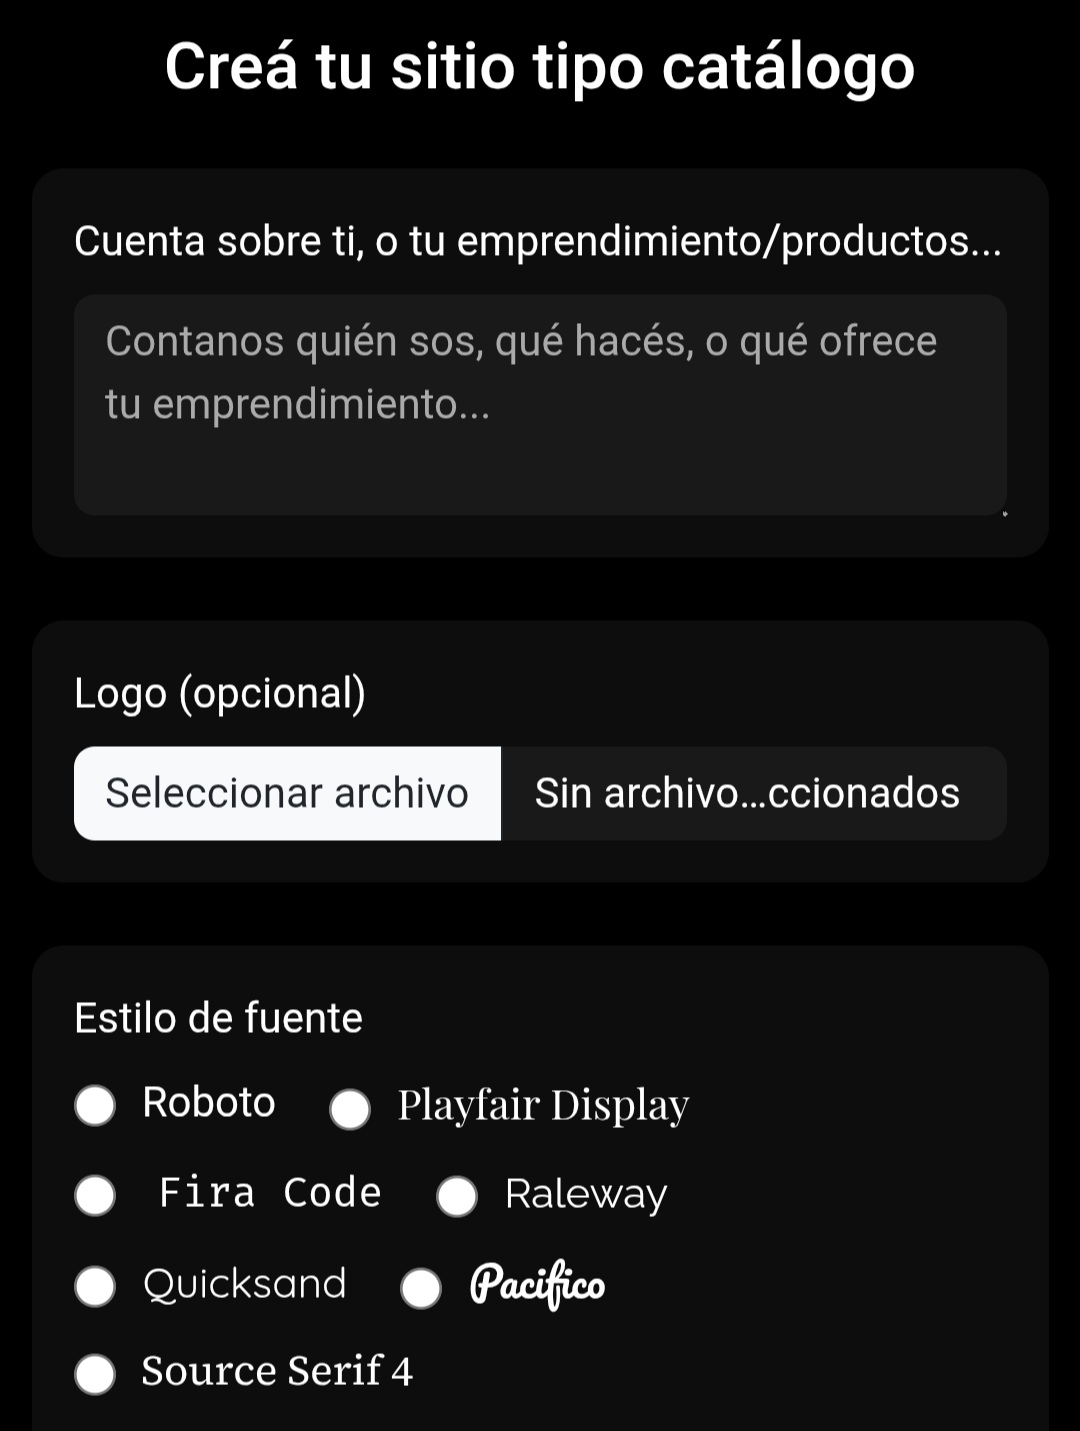 Creá tu sitio tipo catálogo
Cuenta sobre ti, o tu emprendimiento/productos...
Contanos quién sos, qué hacés, o qué ofrece
tu emprendimiento...
Logo (opcional)
Seleccionar archivo Sin archivo...ccionados
Estilo de fuente
Roboto Playfair Display
Fira Code Raleway
Quicksand Pacifico
Source Serif 4